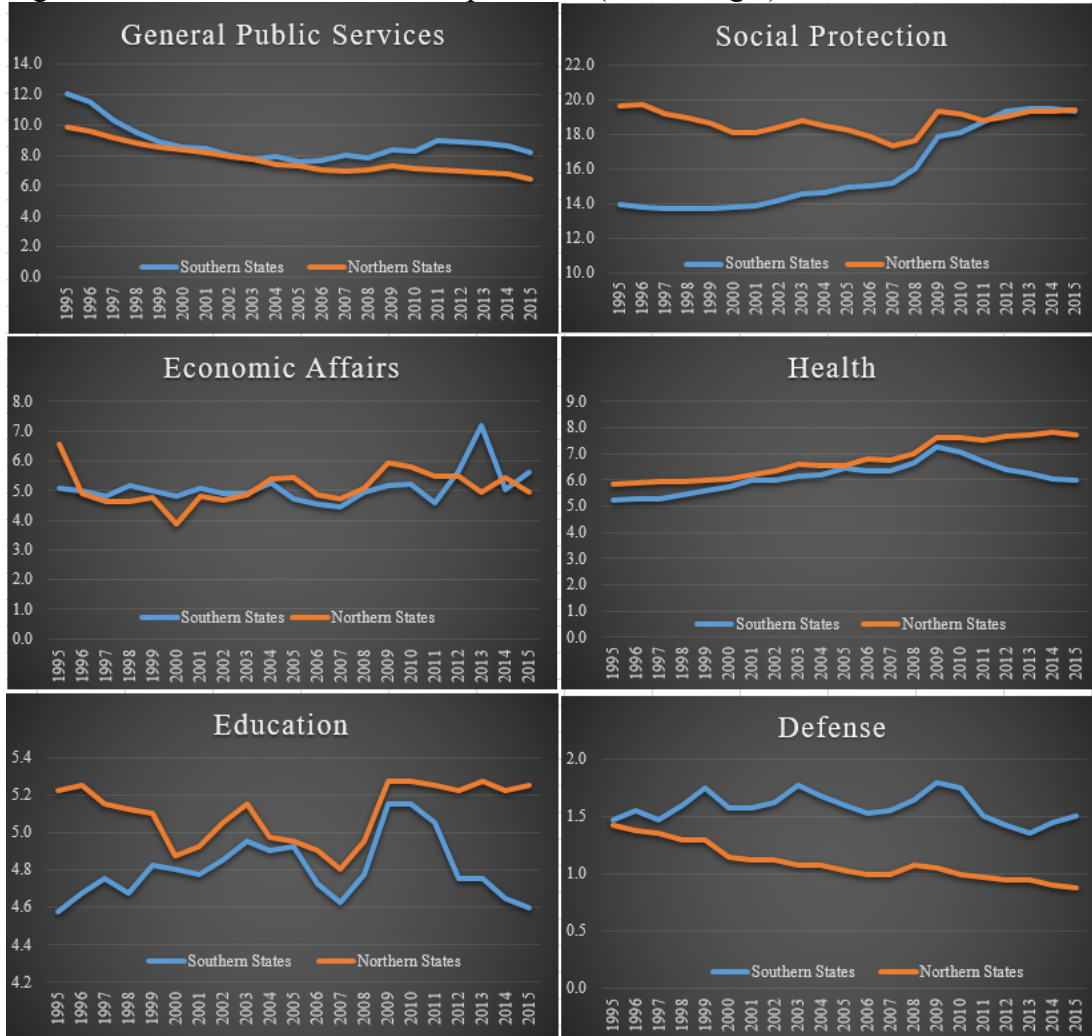 General Public Services
14.0
12.0
10.0
8.0
6.0
4.0
2.0
0.0
Southern States Northern States
1995 1996 1997 1998 1999 2000 2001 2002 2003 2004 2005 2006 2007 2008 2009 2010 2011 2012 2013 2014 2015
Social Protection
22.0
20.0
18.0
16.0
14.0
12.0
10.0
Southern States Northern States
1995 1996 1997 1998 1999 2000 2001 2002 2003 2004 2005 2006 2007 2008 2009 2010 2011 2012 2013 2014 2015
Economic Affairs
8.0
7.0
6.0
5.0
4.0
3.0
2.0
1.0
0.0
Southern States Northern States
1995 1996 1997 1998 1999 2000 2001 2002 2003 2004 2005 2006 2007 2008 2009 2010 2011 2012 2013 2014 2015
Health
9.0
8.0
7.0
6.0
5.0
4.0
3.0
2.0
1.0
0.0
Southern States Northern States
1995 1996 1997 1998 1999 2000 2001 2002 2003 2004 2005 2006 2007 2008 2009 2010 2011 2012 2013 2014 2015
Education
5.4
5.2
5.0
4.8
4.6
4.4
4.2
Southern States Northern States
1995 1996 1997 1998 1999 2000 2001 2002 2003 2004 2005 2006 2007 2008 2009 2010 2011 2012 2013 2014 2015
Defense
2.0
1.5
1.0
0.5
0.0
Southern States Northern States
1995 1996 1997 1998 1999 2000 2001 2002 2003 2004 2005 2006 2007 2008 2009 2010 2011 2012 2013 2014 2015